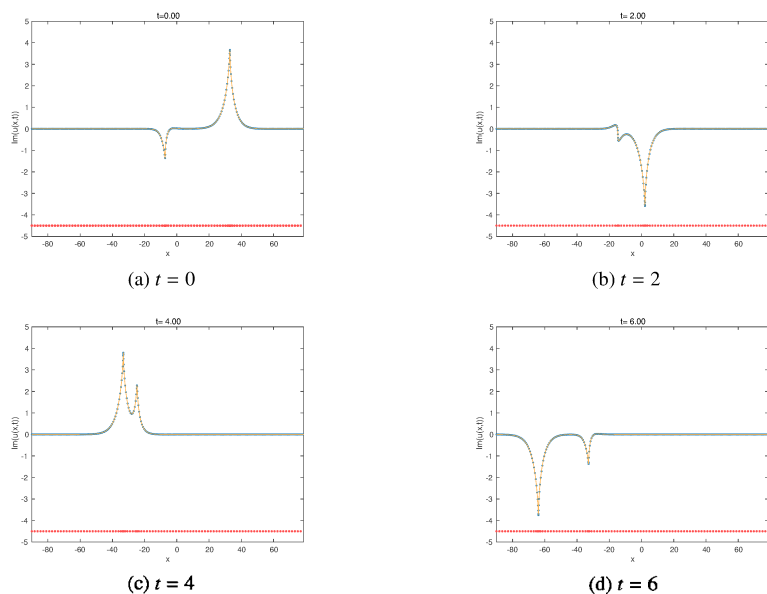 t=0.00
5
4
3
2
1
0
-1
-2
-3
-4
-5
Im(u(x,t))
-80 -60 -40 -20 0 20 40 60
x
(a) t = 0
t= 2.00
5
4
3
2
1
0
-1
-2
-3
-4
-5
Im(u(x,t))
-80 -60 -40 -20 0 20 40 60
x
(b) t = 2
t= 4.00
5
4
3
2
1
0
-1
-2
-3
-4
-5
Im(u(x,t))
-80 -60 -40 -20 0 20 40 60
x
(c) t = 4
t= 6.00
5
4
3
2
1
0
-1
-2
-3
-4
-5
Im(u(x,t))
-80 -60 -40 -20 0 20 40 60
x
(d) t = 6